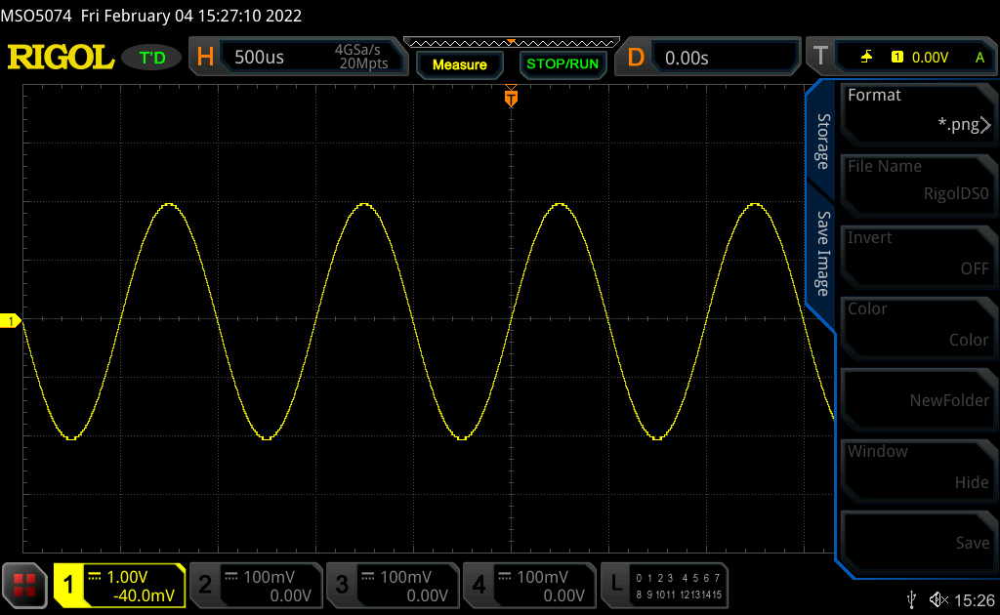 MSO5074 Fri February 04 15:27:10 2022
RIGOL T'D H 500us 4GSa/s 20Mpts Measure STOP/RUN D 0.00s T 1 0.00V A
T
Storage
Save Image
Format
*.png
File Name
RigolDS0
Invert
OFF
Color
Color
NewFolder
Window
Hide
Save
1
1 1.00V -40.0mV
2 100mV 0.00V
3 100mV 0.00V
4 100mV 0.00V
L 0 1 2 3 4 5 6 7
8 9 10 11 12 13 14 15
15:26